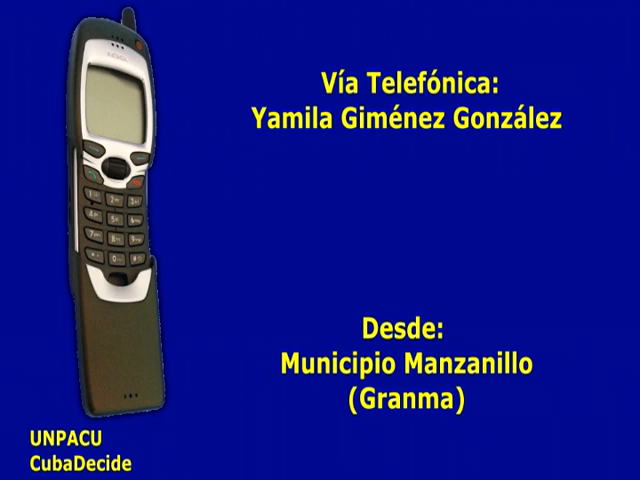 Vía Telefónica:
Yamila Giménez González
Desde:
Municipio Manzanillo
(Granma)
UNPACU
CubaDecide